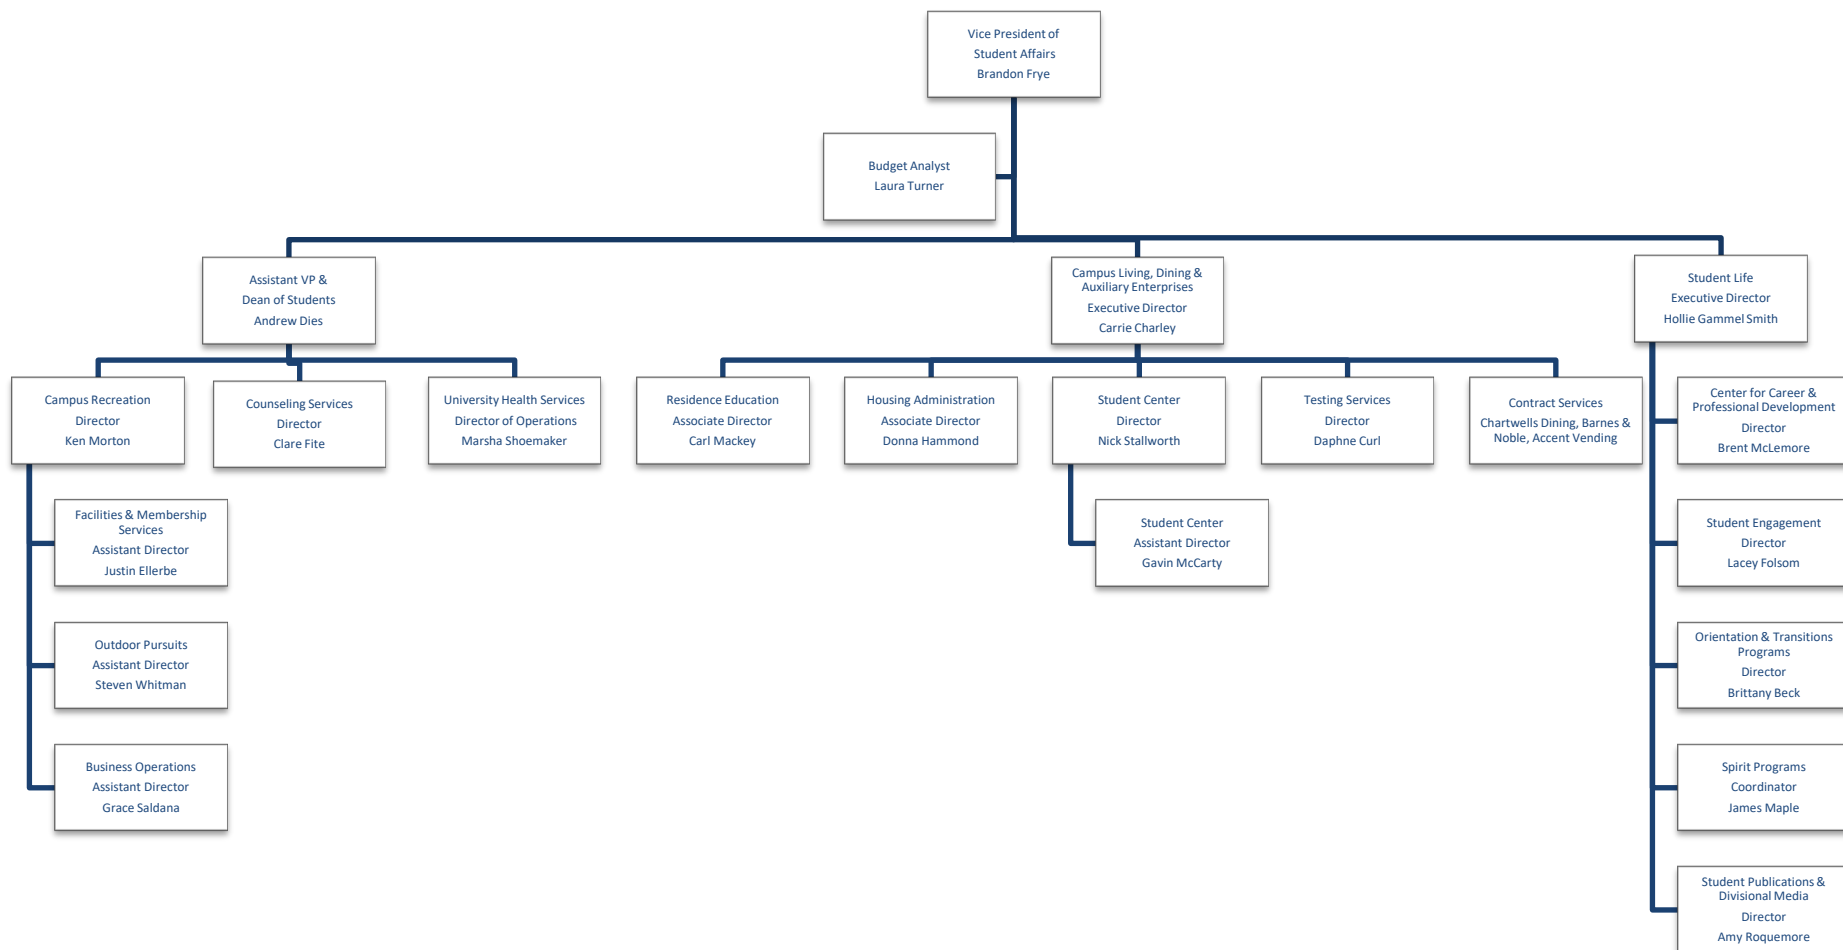 Vice President of
Student Affairs
Brandon Frye
Budget Analyst
Laura Turner
Assistant VP &
Dean of Students
Andrew Dies
Campus Living, Dining &
Auxiliary Enterprises
Executive Director
Carrie Charley
Student Life
Executive Director
Hollie Gammel Smith
Campus Recreation
Director
Ken Morton
Counseling Services
Director
Clare Fite
University Health Services
Director of Operations
Marsha Shoemaker
Residence Education
Associate Director
Carl Mackey
Housing Administration
Associate Director
Donna Hammond
Student Center
Director
Nick Stallworth
Testing Services
Director
Daphne Curl
Contract Services
Chartwells Dining, Barnes &
Noble, Accent Vending
Center for Career &
Professional Development
Director
Brent McLemore
Facilities & Membership
Services
Assistant Director
Justin Ellerbe
Student Center
Assistant Director
Gavin McCarty
Student Engagement
Director
Lacey Folsom
Outdoor Pursuits
Assistant Director
Steven Whitman
Orientation & Transitions
Programs
Director
Brittany Beck
Business Operations
Assistant Director
Grace Saldana
Spirit Programs
Coordinator
James Maple
Student Publications &
Divisional Media
Director
Amy Roquemore